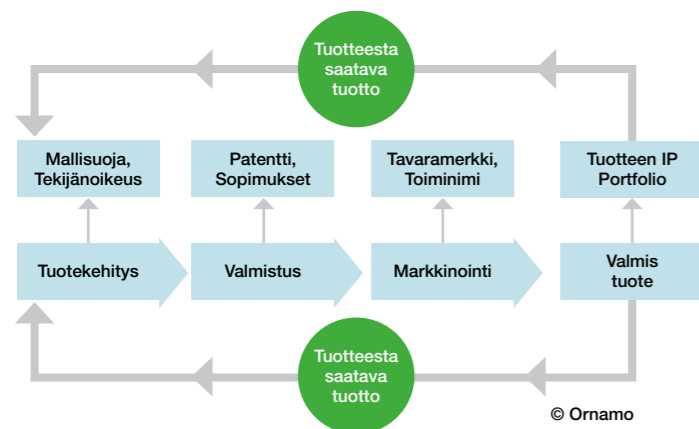 Tuotteesta
saatava
tuotto
Mallisuoja,
Tekijänoikeus
Patentti,
Sopimukset
Tavaramerkki,
Toiminimi
Tuotteen IP
Portfolio
Tuotekehitys
Valmistus
Markkinointi
Valmis
tuote
Tuotteesta
saatava
tuotto
© Ornamo